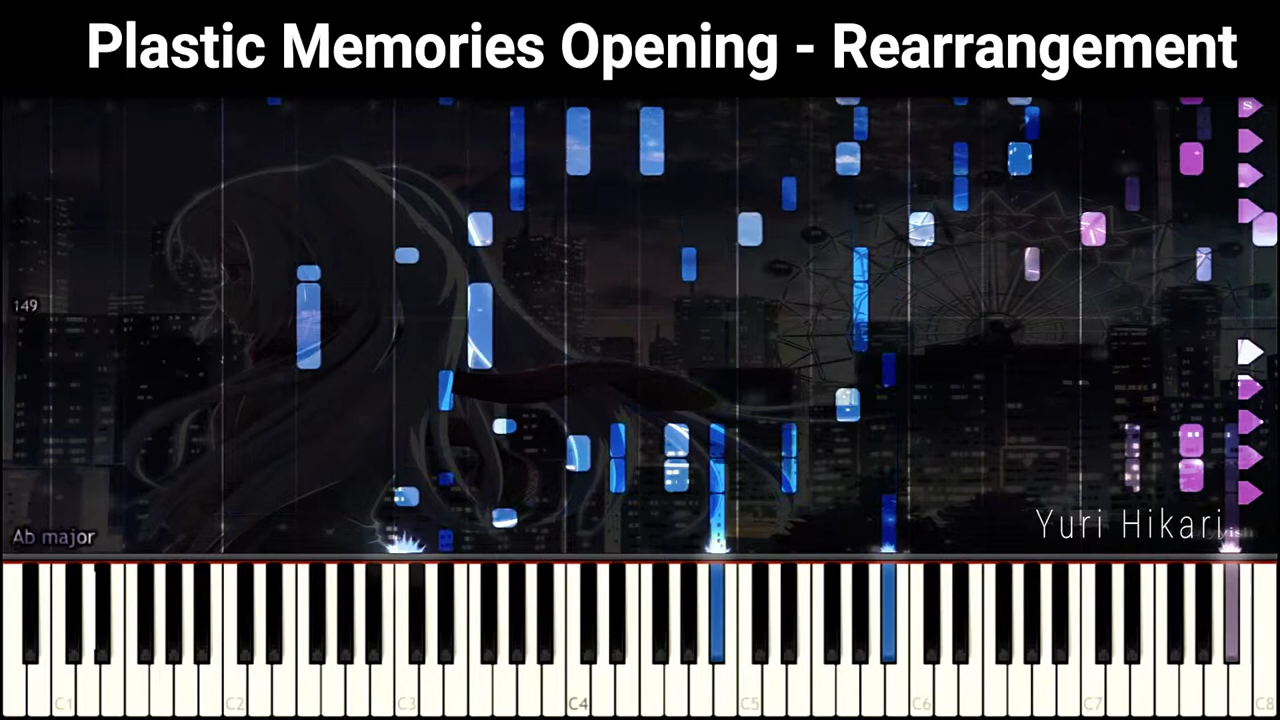 Plastic Memories Opening - Rearrangement
S
149
Yuri Hikari
Ab major
C1 C2 C3 C4 C5 C6 C7 C8